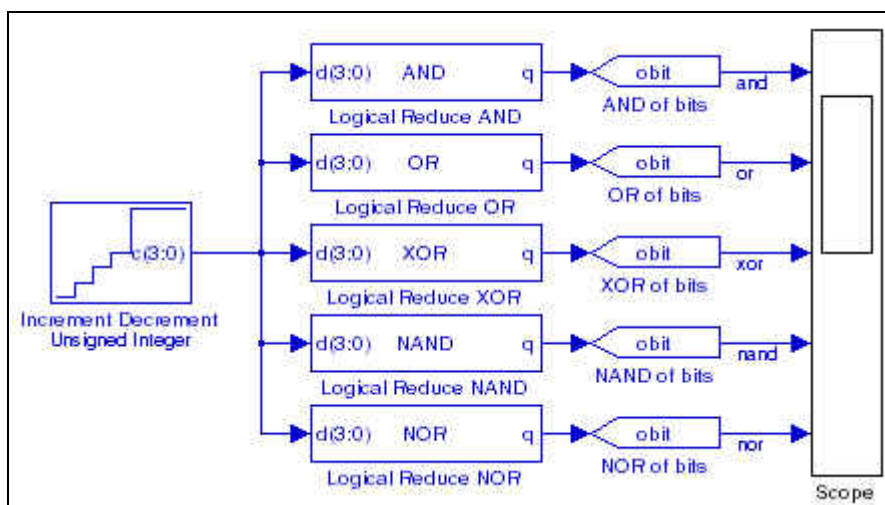 d(3:0) AND q
obit
and
Logical Reduce AND
AND of bits
d(3:0) OR q
obit
or
Logical Reduce OR
OR of bits
c(3:0)
Increment Decrement
Unsigned Integer
d(3:0) XOR q
obit
xor
Logical Reduce XOR
XOR of bits
d(3:0) NAND q
obit
nand
Logical Reduce NAND
NAND of bits
d(3:0) NOR q
obit
nor
Logical Reduce NOR
NOR of bits
Scope